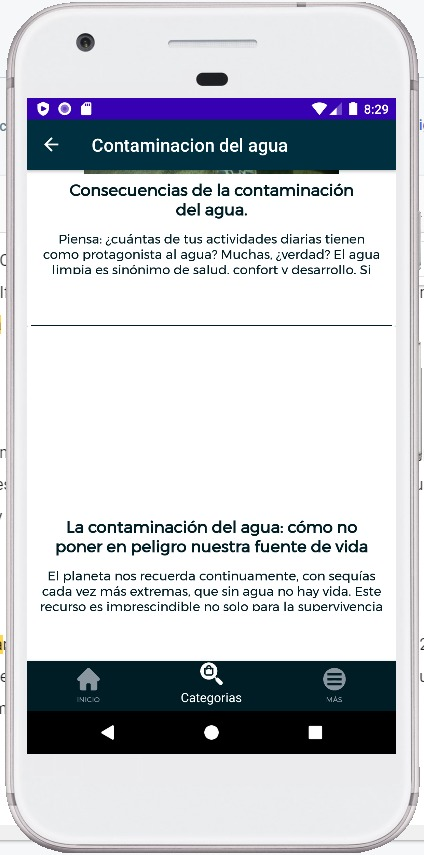 8:29
Contaminacion del agua
Consecuencias de la contaminación
del agua.
Piensa: ¿cuántas de tus actividades diarias tienen
como protagonista al agua? Muchas, ¿verdad? El agua
limpia es sinónimo de salud, confort y desarrollo. Si
La contaminación del agua: cómo no
poner en peligro nuestra fuente de vida
El planeta nos recuerda continuamente, con sequías
cada vez más extremas, que sin agua no hay vida. Este
recurso es imprescindible no solo para la supervivencia
INICIO
Categorias
MÁS